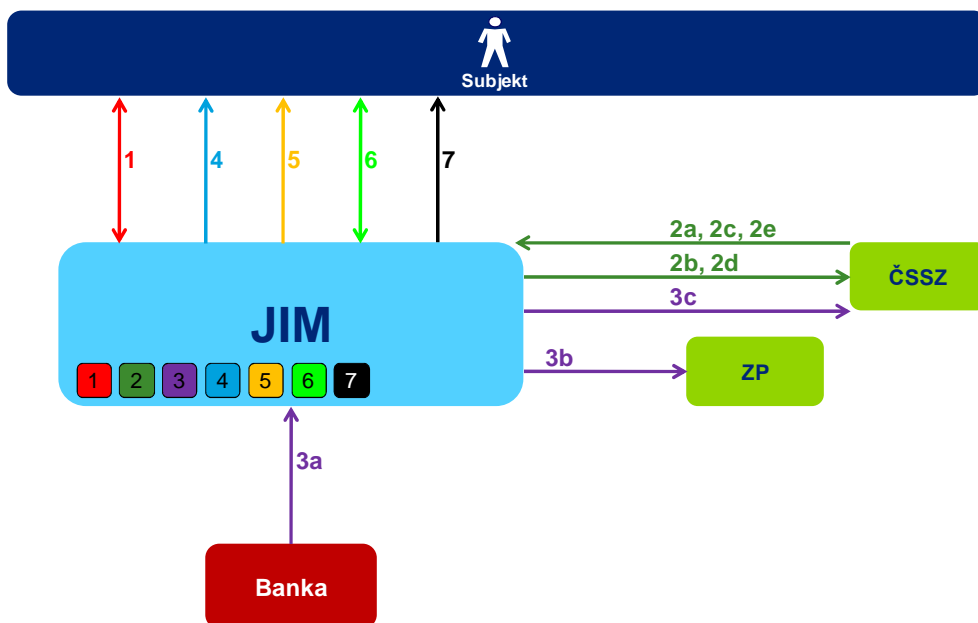 Subjekt
1
4
5
6
7
2a, 2c, 2e
2b, 2d
ČSSZ
3c
JIM
3b
ZP
1 2 3 4 5 6 7
3a
Banka